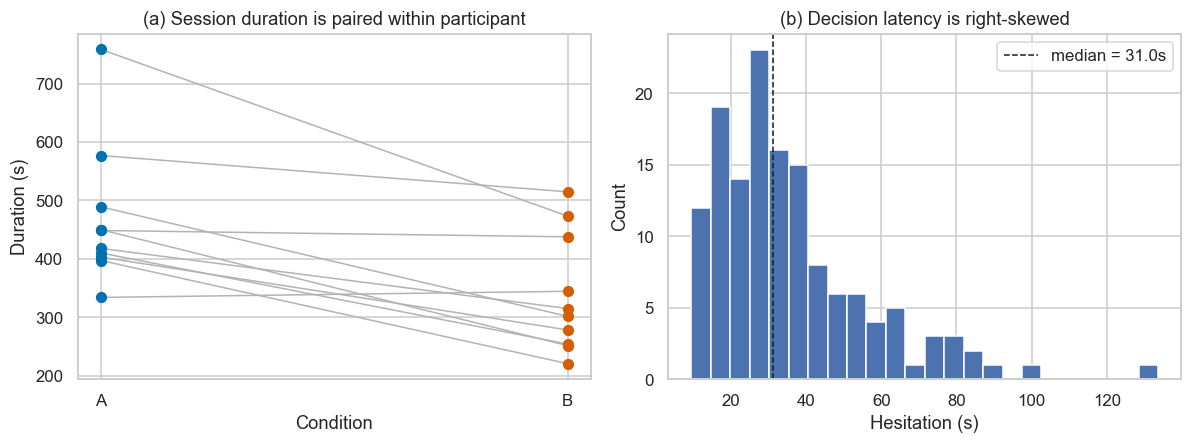 (a) Session duration is paired within participant
700
600
500
400
300
200
Duration (s)
A
B
Condition
(b) Decision latency is right-skewed
median = 31.0s
20
15
10
5
0
Count
20
40
60
80
100
120
Hesitation (s)